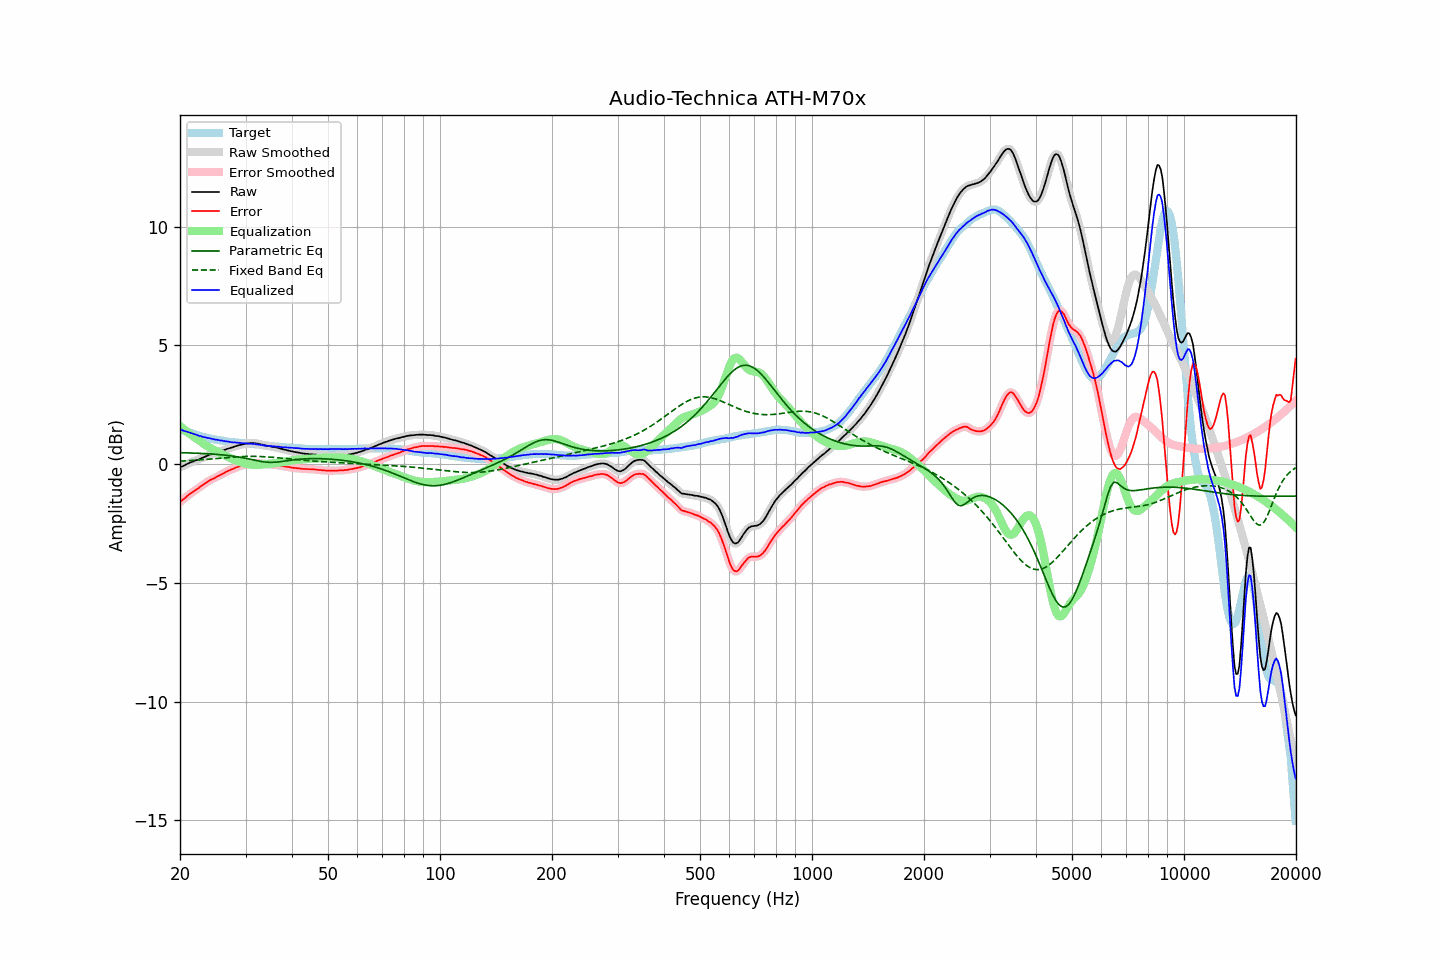 Audio-Technica ATH-M70x
Target
Raw Smoothed
Error Smoothed
Raw
Error
Equalization
Parametric Eq
Fixed Band Eq
Equalized
10
5
0
−5
−10
−15
Amplitude (dBr)
20
50
100
200
500
1000
2000
5000
10000
20000
Frequency (Hz)